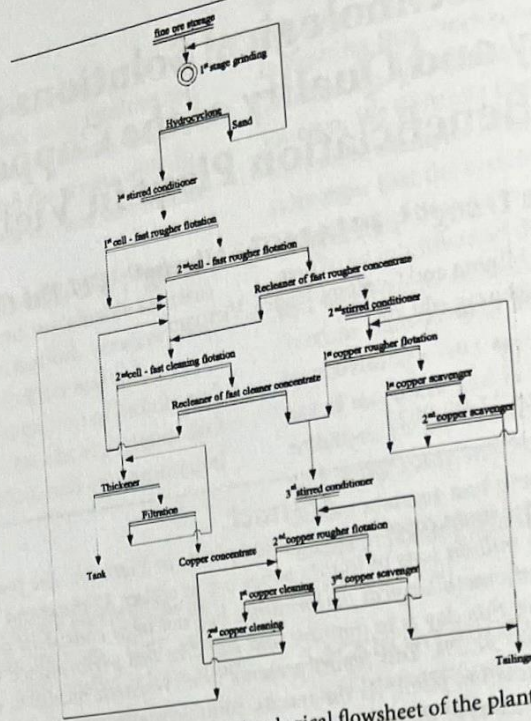 fine ore storage
1st stage grinding
Hydrocyclone
Sand
1st stirred conditioner
1st cell - fast rougher flotation
2nd cell - fast rougher flotation
Recleaner of fast rougher concentrate
2nd stirred conditioner
1st copper rougher flotation
2nd cell - fast cleaning flotation
1st copper scavenger
Recleaner of fast cleaner concentrate
2nd copper scavenger
Thickener
3rd stirred conditioner
Filtration
2nd copper rougher flotation
Copper concentrate
Tank
3rd copper scavenger
1st copper cleaning
2nd copper cleaning
Tailings
flowsheet of the plant